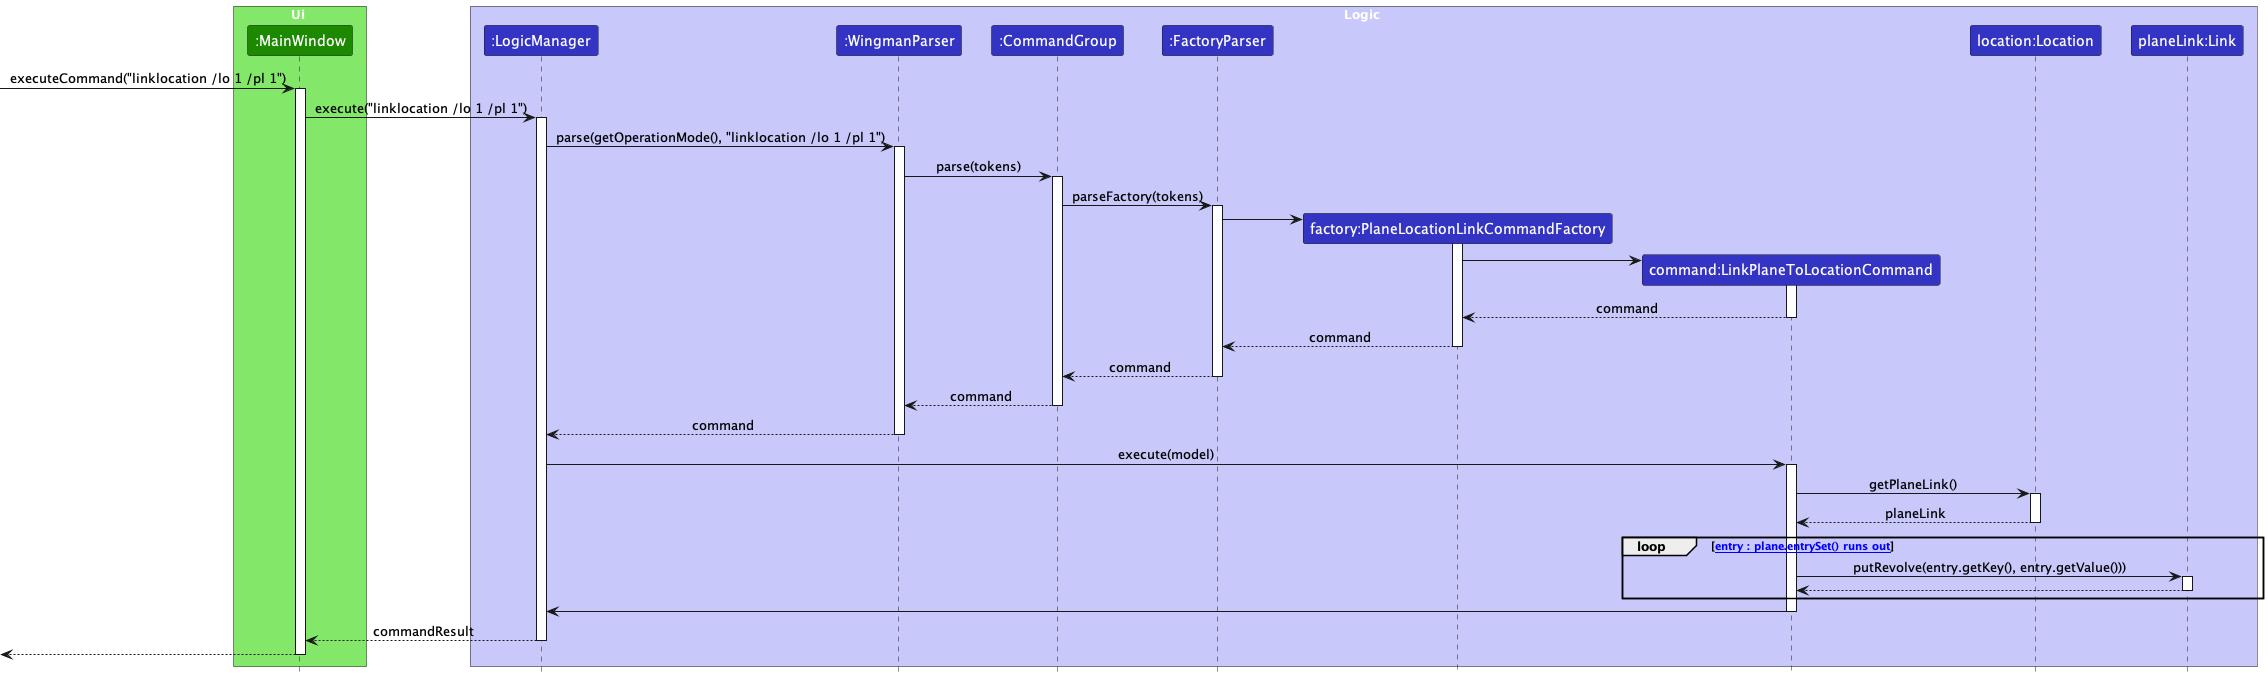 Ui
Logic
:MainWindow
:LogicManager
:WingmanParser
:CommandGroup
:FactoryParser
location:Location
planeLink:Link
executeCommand("linklocation /lo 1 /pl 1")
execute("linklocation /lo 1 /pl 1")
parse(getOperationMode(), "linklocation /lo 1 /pl 1")
parse(tokens)
parseFactory(tokens)
factory:PlaneLocationLinkCommandFactory
command:LinkPlaneToLocationCommand
command
command
command
command
command
execute(model)
getPlaneLink()
planeLink
loop [entry : plane.entrySet() runs out]
putRevolve(entry.getKey(), entry.getValue()))
commandResult